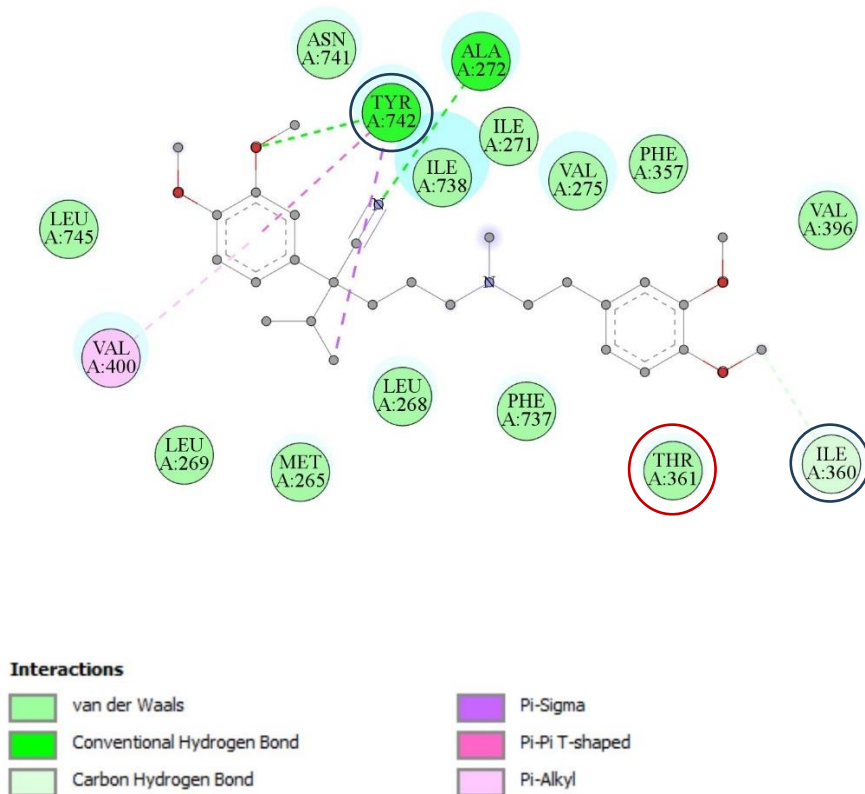 ASN
A:741
ALA
A:272
TYR
A:742
ILE
A:271
ILE
A:738
VAL
A:275
PHE
A:357
LEU
A:745
VAL
A:396
N
N
VAL
A:400
LEU
A:268
PHE
A:737
LEU
A:269
MET
A:265
THR
A:361
ILE
A:360
Interactions
van der Waals
Conventional Hydrogen Bond
Carbon Hydrogen Bond
Pi-Sigma
Pi-Pi T-shaped
Pi-Alkyl